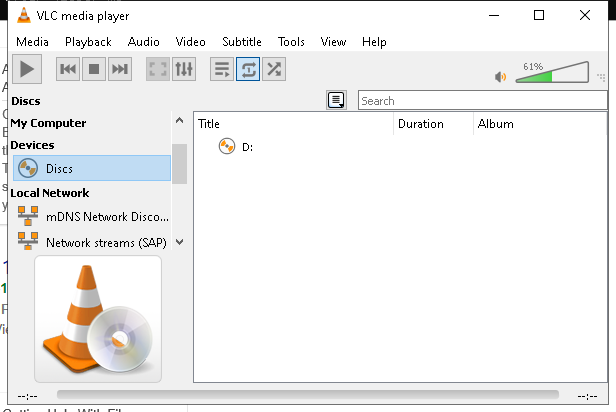 VLC media player
Media Playback Audio Video Subtitle Tools View Help
61%
Discs
Search
My Computer
Devices
Discs
Local Network
mDNS Network Disco...
Network streams (SAP)
Title Duration Album
D:
--:-- --:--